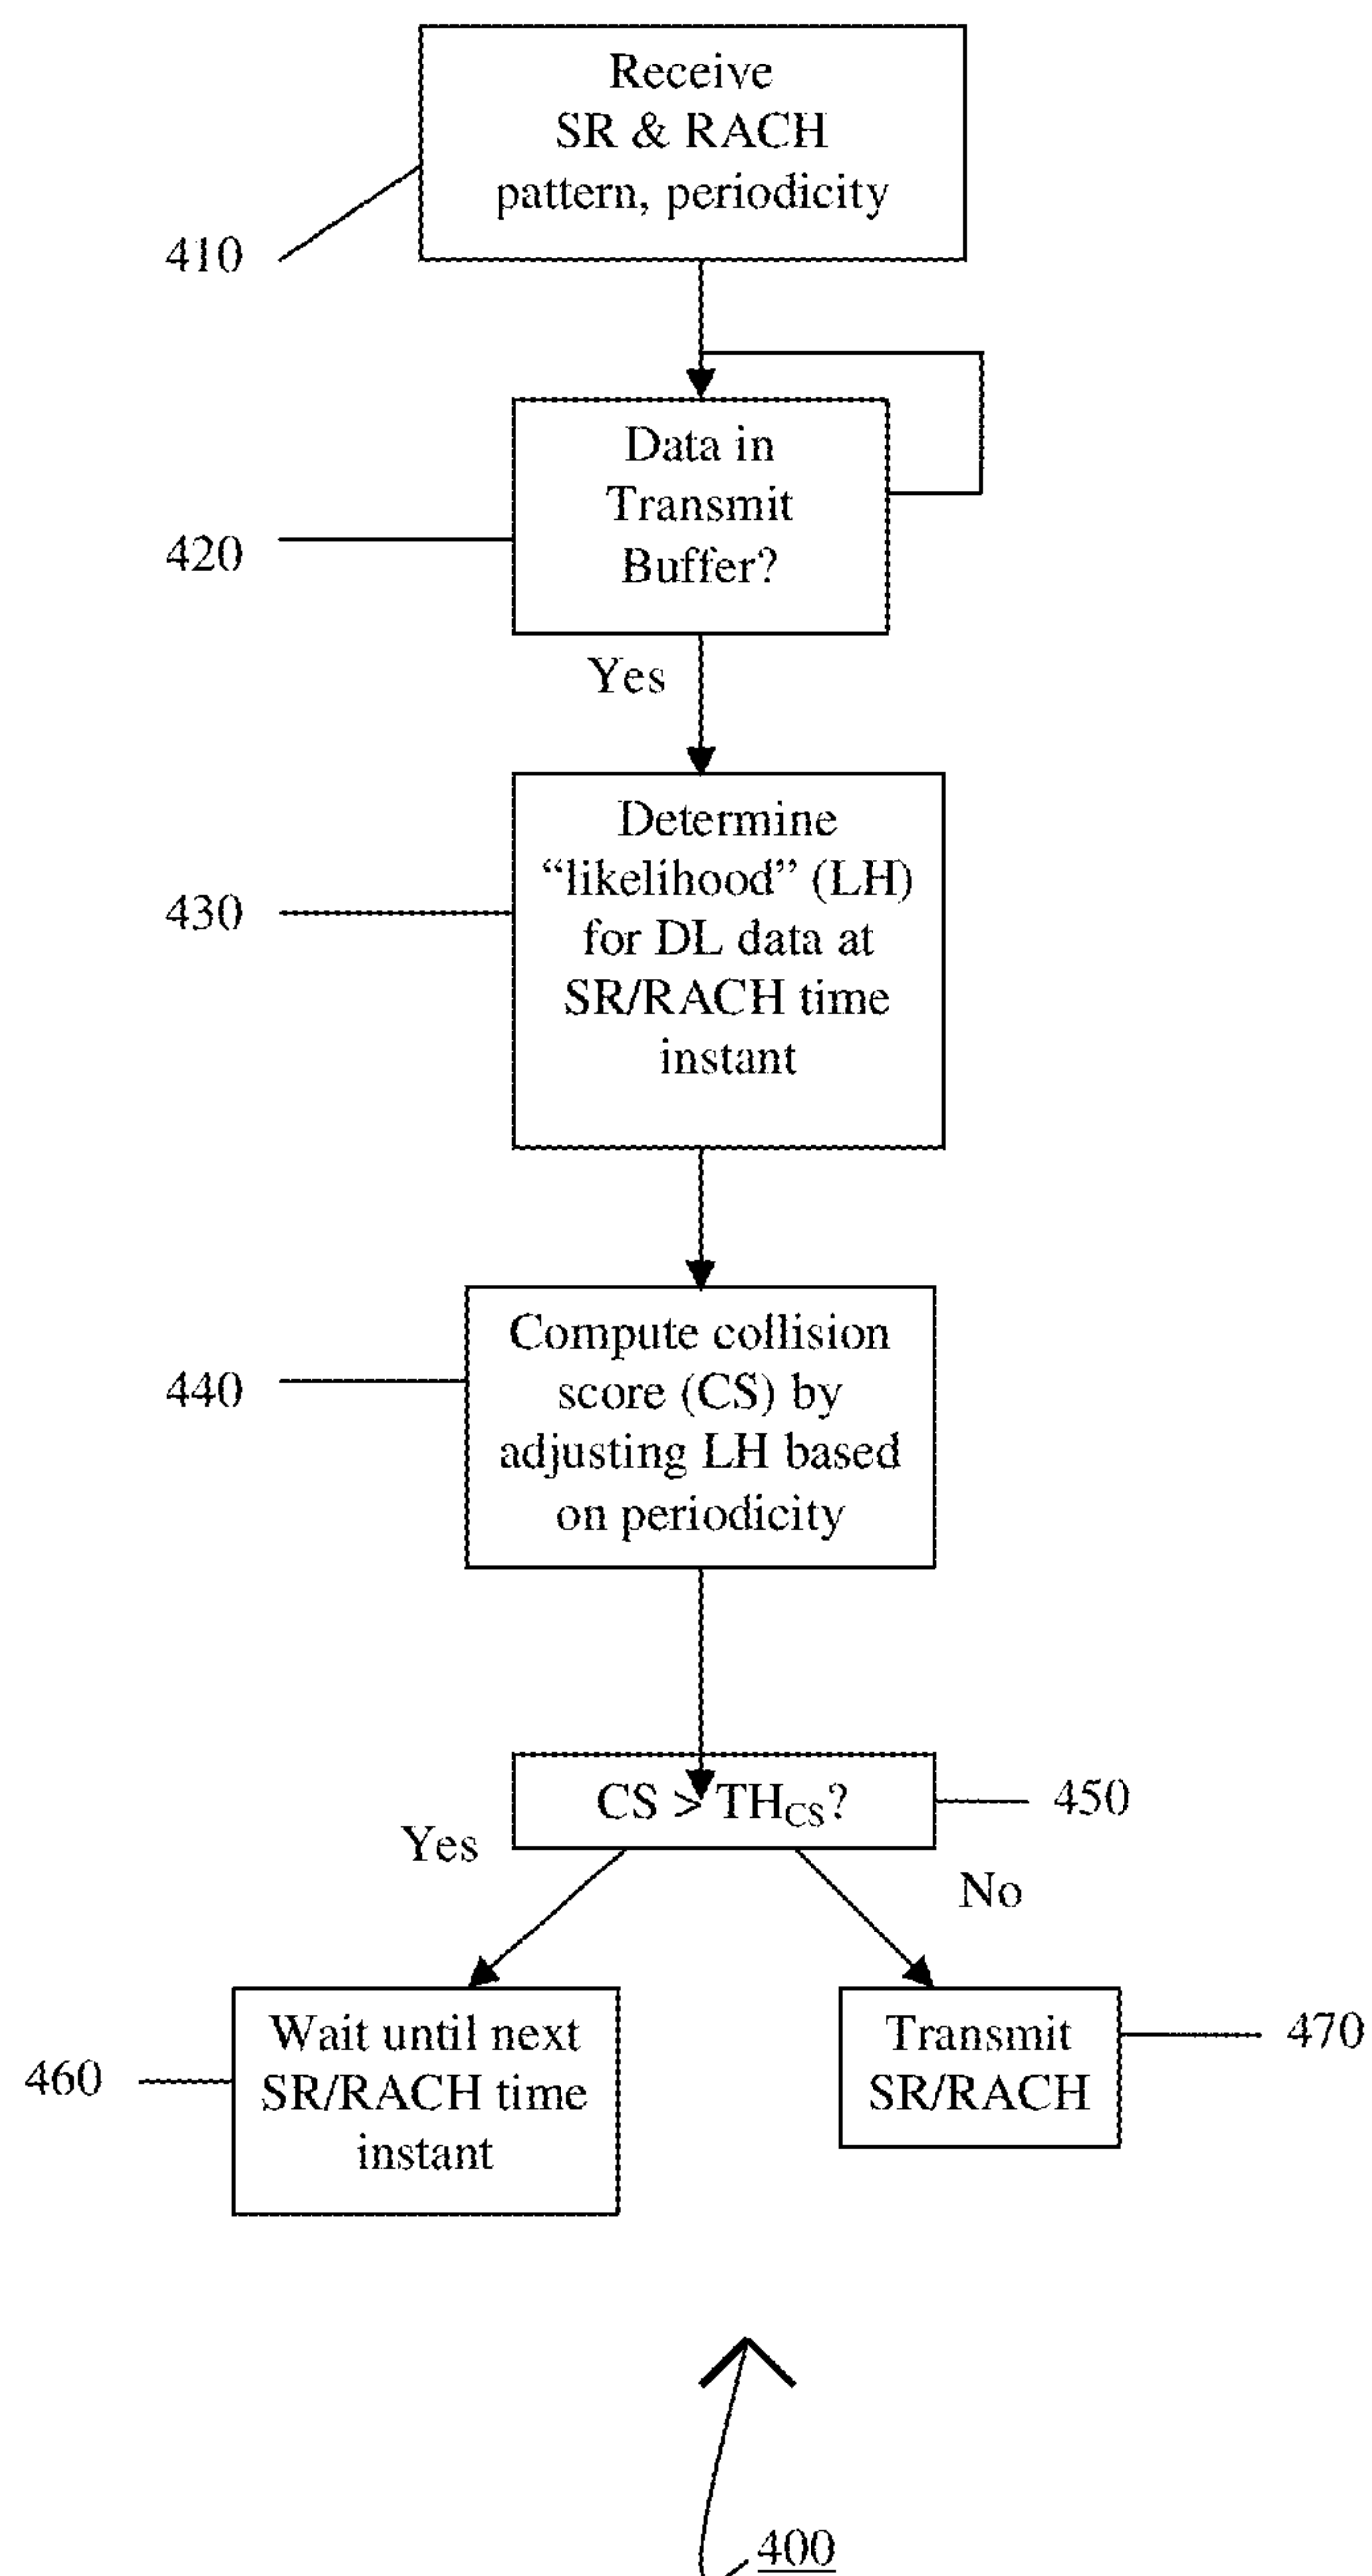 Receive
SR & RACH
pattern, periodicity
410
Data in
Transmit
Buffer?
420
Yes
Determine
“likelihood” (LH)
for DL data at
SR/RACH time
instant
430
Compute collision
score (CS) by
adjusting LH based
on periodicity
440
CS > THCS?
450
Yes
No
Wait until next
SR/RACH time
instant
460
Transmit
SR/RACH
470
400